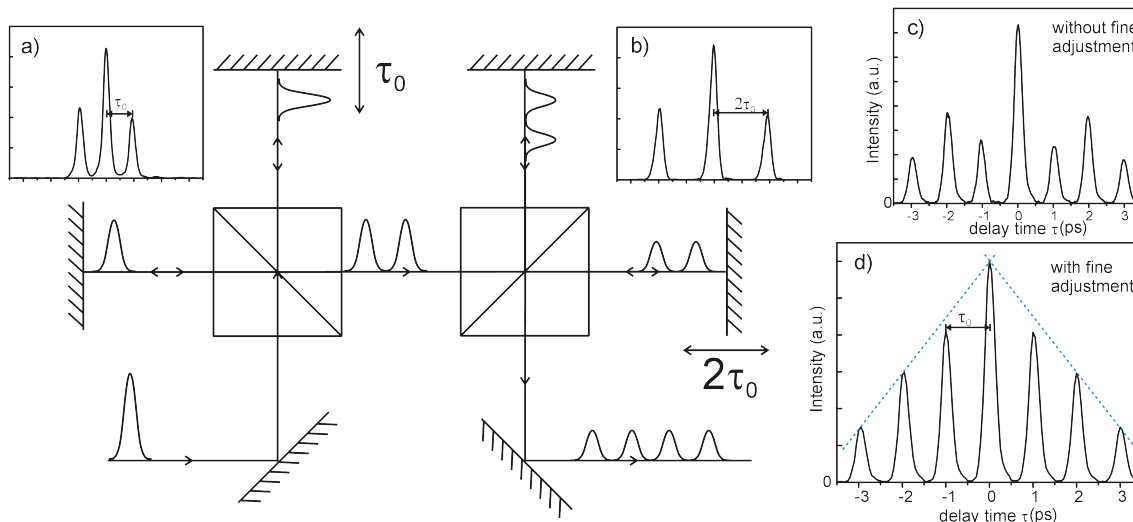 a)
τ₀
τ₀
b)
2τ₀
2τ₀
c)
without fine
adjustment
Intensity (a.u.)
0
-3 -2 -1 0 1 2 3
delay time τ(ps)
d)
with fine
adjustment
τ₀
Intensity (a.u.)
0
-3 -2 -1 0 1 2 3
delay time τ(ps)